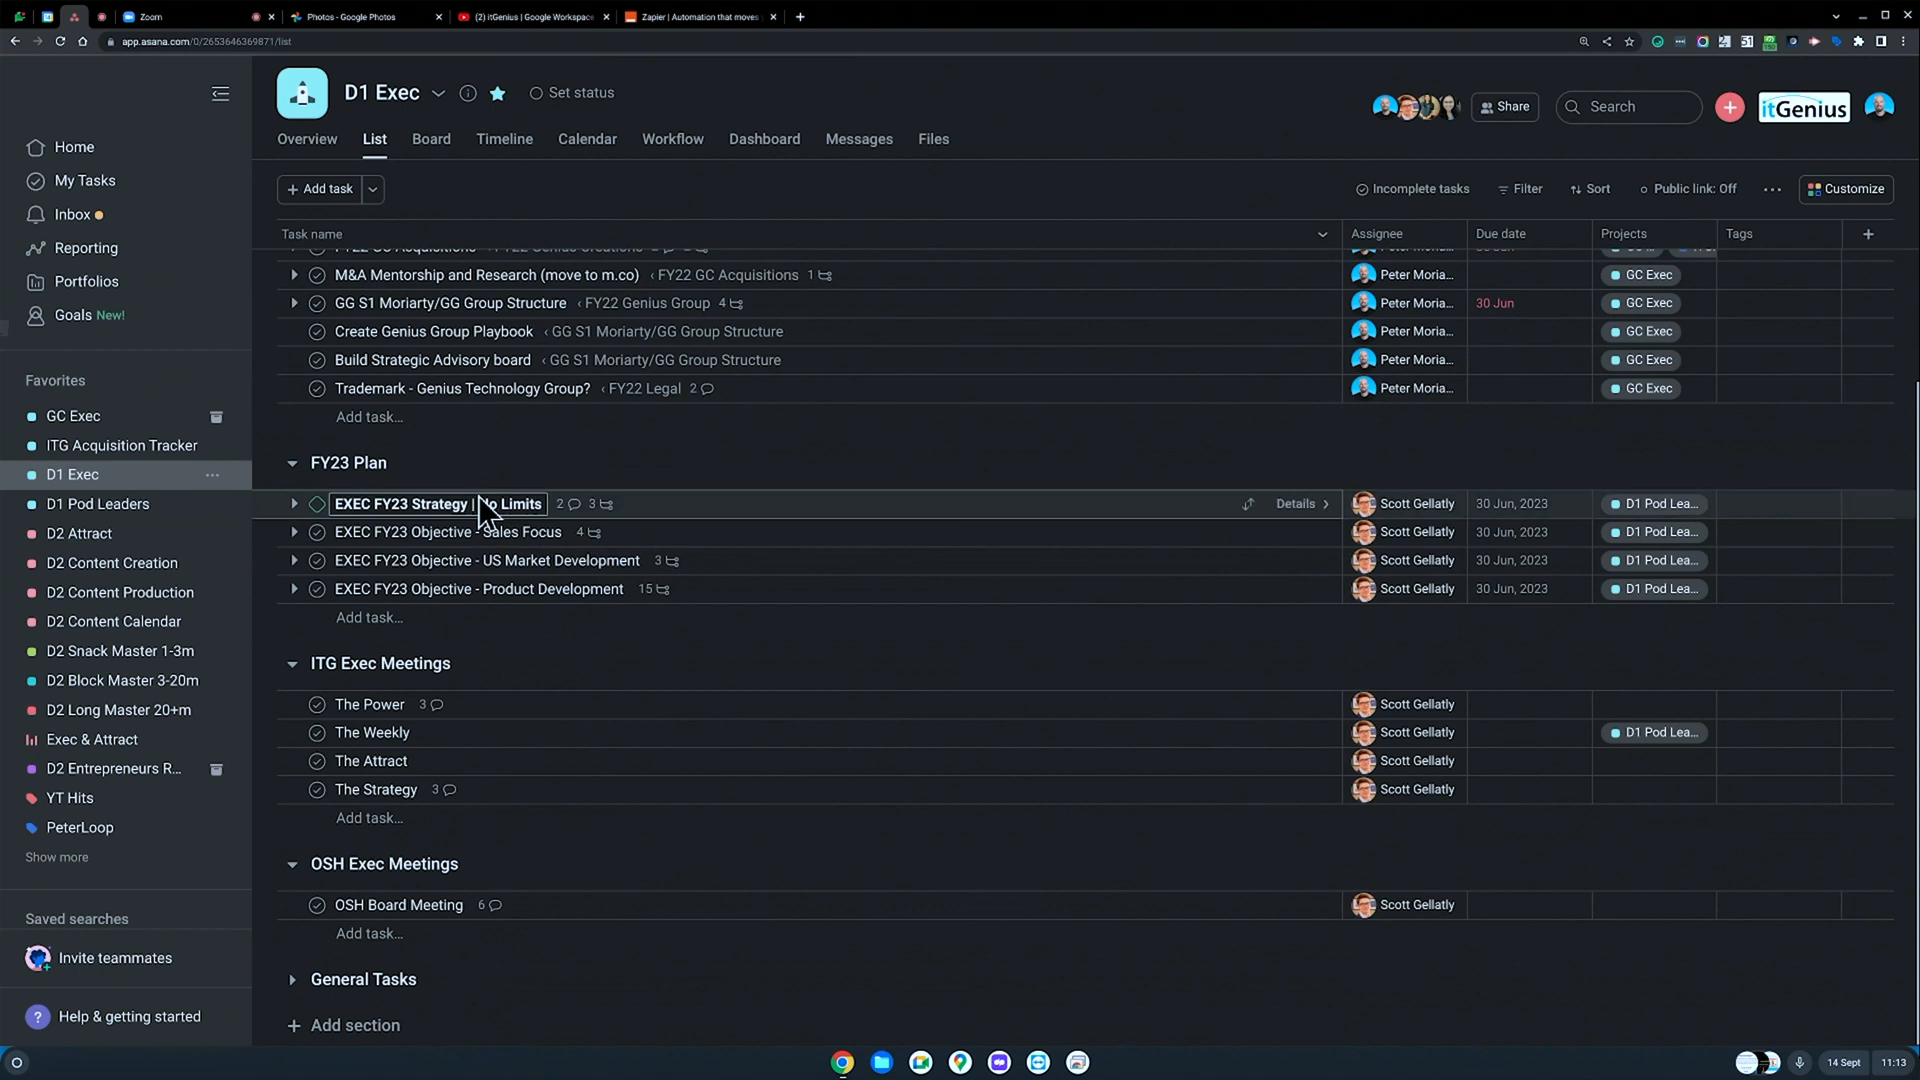 Zoom
Photos - Google Photos
(2) itGenius | Google Workspace
Zapier | Automation that moves
app.asana.com/0/2653646369871/list
D1 Exec
Set status
Share
Search
itGenius
Overview
List
Board
Timeline
Calendar
Workflow
Dashboard
Messages
Files
Home
My Tasks
Inbox
Reporting
Portfolios
Goals New!
Favorites
GC Exec
ITG Acquisition Tracker
D1 Exec
D1 Pod Leaders
D2 Attract
D2 Content Creation
D2 Content Production
D2 Content Calendar
D2 Snack Master 1-3m
D2 Block Master 3-20m
D2 Long Master 20+m
Exec & Attract
D2 Entrepreneurs R...
YT Hits
PeterLoop
Show more
Saved searches
Invite teammates
? Help & getting started
+ Add task
Incomplete tasks
Filter
Sort
Public link: Off
Customize
Task name Assignee Due date Projects Tags
FY22 GC Acquisitions ‹ FY22 Genius Creations
M&A Mentorship and Research (move to m.co) ‹ FY22 GC Acquisitions 1 Peter Moria... GC Exec
GG S1 Moriarty/GG Group Structure ‹ FY22 Genius Group 4 Peter Moria... 30 Jun GC Exec
Create Genius Group Playbook ‹ GG S1 Moriarty/GG Group Structure Peter Moria... GC Exec
Build Strategic Advisory board ‹ GG S1 Moriarty/GG Group Structure Peter Moria... GC Exec
Trademark - Genius Technology Group? ‹ FY22 Legal 2 Peter Moria... GC Exec
Add task...
FY23 Plan
EXEC FY23 Strategy | No Limits 2 3 Details Scott Gellatly 30 Jun, 2023 D1 Pod Lea...
EXEC FY23 Objective - Sales Focus 4 Scott Gellatly 30 Jun, 2023 D1 Pod Lea...
EXEC FY23 Objective - US Market Development 3 Scott Gellatly 30 Jun, 2023 D1 Pod Lea...
EXEC FY23 Objective - Product Development 15 Scott Gellatly 30 Jun, 2023 D1 Pod Lea...
Add task...
ITG Exec Meetings
The Power 3 Scott Gellatly
The Weekly Scott Gellatly D1 Pod Lea...
The Attract Scott Gellatly
The Strategy 3 Scott Gellatly
Add task...
OSH Exec Meetings
OSH Board Meeting 6 Scott Gellatly
Add task...
General Tasks
+ Add section
14 Sept
11:13